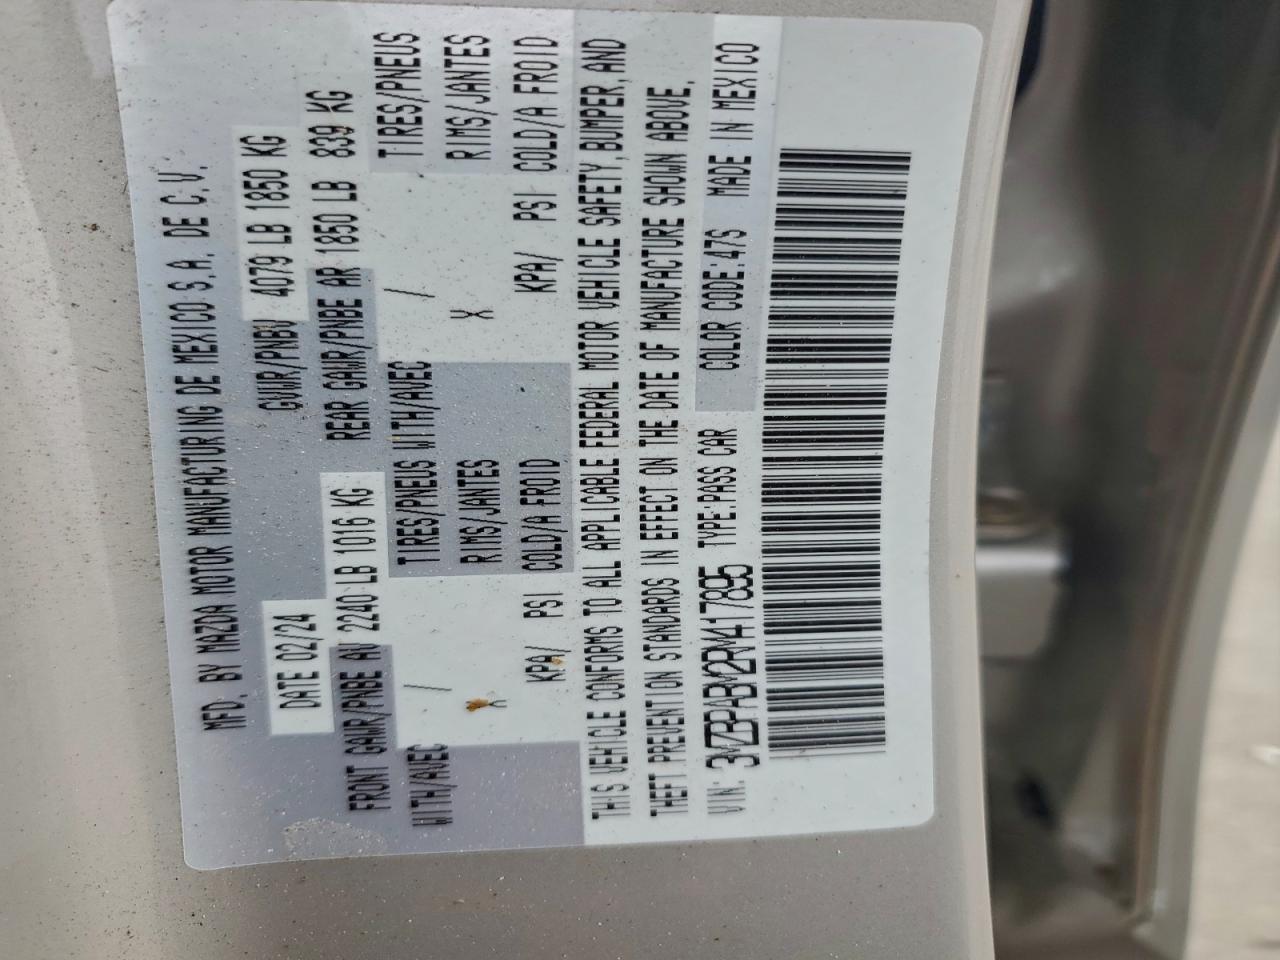 MFD. BY MAZDA MOTOR MANUFACTURING DE MEXICO S.A. DE C.V.
DATE 02/24 GVWR/PNBV 4079 LB 1850 KG
FRONT GAWR/PNBE AV 2240 LB 1016 KG REAR GAWR/PNBE AR 1850 LB 839 KG
WITH/AVEC / TIRES/PNEUS WITH/AVEC / TIRES/PNEUS
X RIMS/JANTES X RIMS/JANTES
KPA/ PSI COLD/A FROID KPA/ PSI COLD/A FROID
THIS VEHICLE CONFORMS TO ALL APPLICABLE FEDERAL MOTOR VEHICLE SAFETY, BUMPER, AND
THEFT PREVENTION STANDARDS IN EFFECT ON THE DATE OF MANUFACTURE SHOWN ABOVE.
VIN: 3MZBPABM2RM417895 TYPE:PASS CAR COLOR CODE:47S MADE IN MEXICO